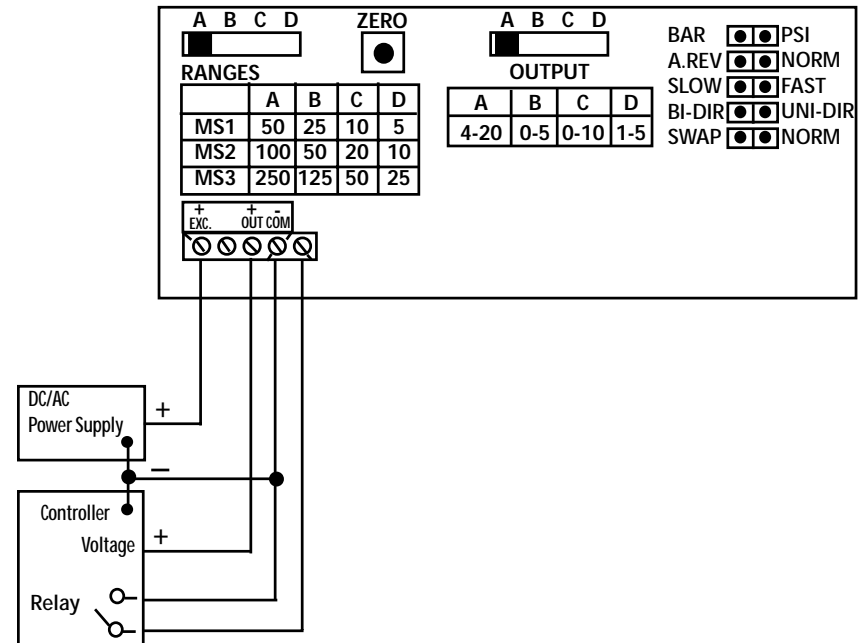 A B C D
ZERO
A B C D
BAR PSI
A.REV NORM
SLOW FAST
BI-DIR UNI-DIR
SWAP NORM
RANGES
A B C D
MS1 50 25 10 5
MS2 100 50 20 10
MS3 250 125 50 25
OUTPUT
A B C D
4-20 0-5 0-10 1-5
+ + -
EXC. OUT COM
DC/AC
Power Supply
+
–
Controller
Voltage
+
Relay